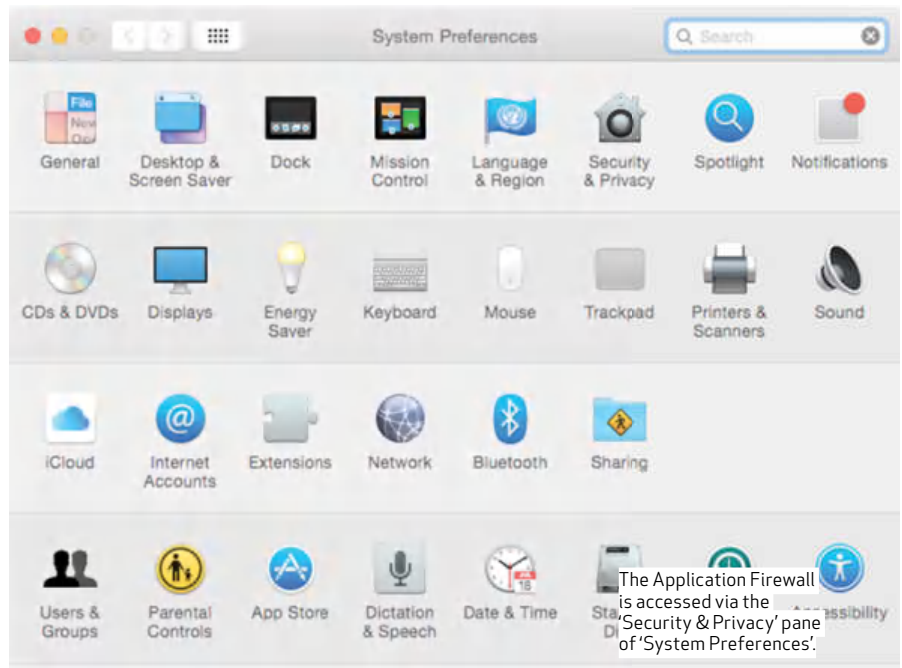 System Preferences
Search
File
New
General
Desktop &
Screen Saver
Dock
Mission
Control
Language
& Region
Security
& Privacy
Spotlight
Notifications
CDs & DVDs
Displays
Energy
Saver
Keyboard
Mouse
Trackpad
Printers &
Scanners
Sound
iCloud
@
Internet
Accounts
Extensions
Network
Bluetooth
Sharing
Users &
Groups
Parental
Controls
App Store
Dictation
& Speech
18
Date & Time
The Application Firewall
is accessed via the
'Security & Privacy' pane
of 'System Preferences'.